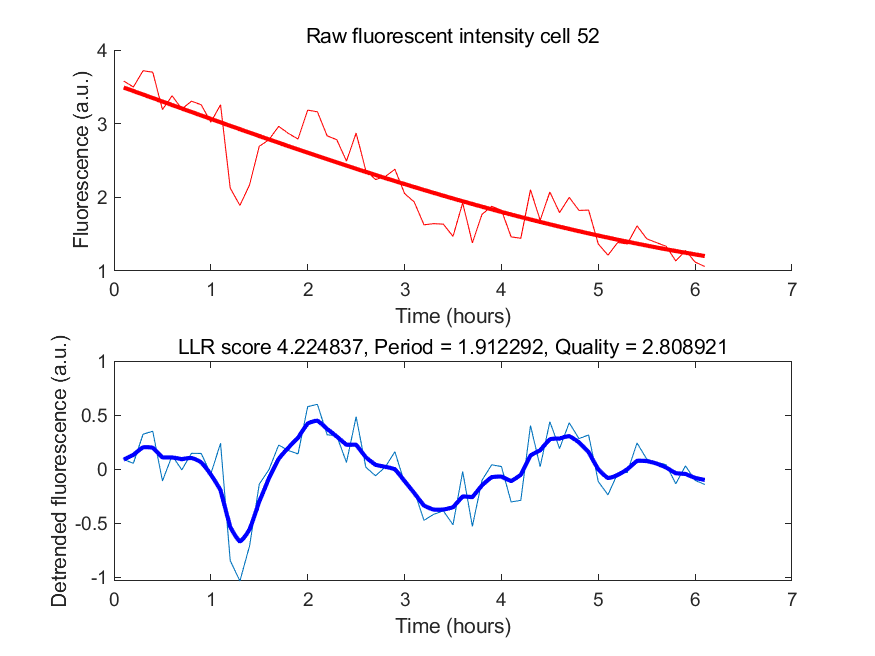 Raw fluorescent intensity cell 52
4
3
2
1
Fluorescence (a.u.)
0 1 2 3 4 5 6 7
Time (hours)
LLR score 4.224837, Period = 1.912292, Quality = 2.808921
1
0.5
0
-0.5
-1
Detrended fluorescence (a.u.)
0 1 2 3 4 5 6 7
Time (hours)